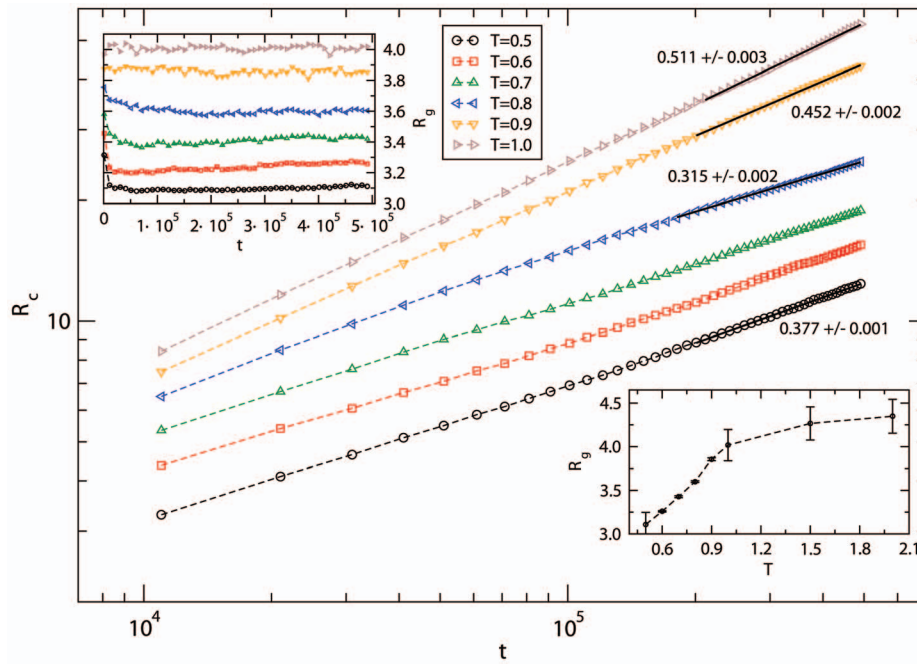 4.0
3.8
3.6
3.4
3.2
3.0
R_g
0 1· 10^5 2· 10^5 3· 10^5 4· 10^5 5· 10^5
t
T=0.5
T=0.6
T=0.7
T=0.8
T=0.9
T=1.0
0.511 +/- 0.003
0.452 +/- 0.002
0.315 +/- 0.002
0.377 +/- 0.001
R_c
10
4.5
4.0
3.5
3.0
R_g
0.6 0.9 1.2 1.5 1.8 2.1
T
10^4 10^5
t